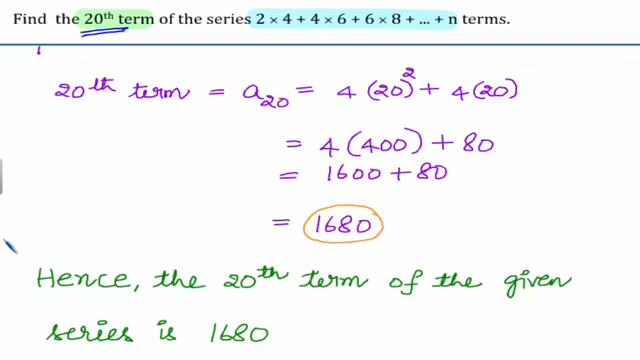 Find the 20th term of the series 2 × 4 + 4 × 6 + 6 × 8 + ... + n terms.
20th term = a20 = 4 (20)² + 4 (20)
= 4 (400) + 80
= 1600 + 80
= 1680
Hence, the 20th term of the given
series is 1680